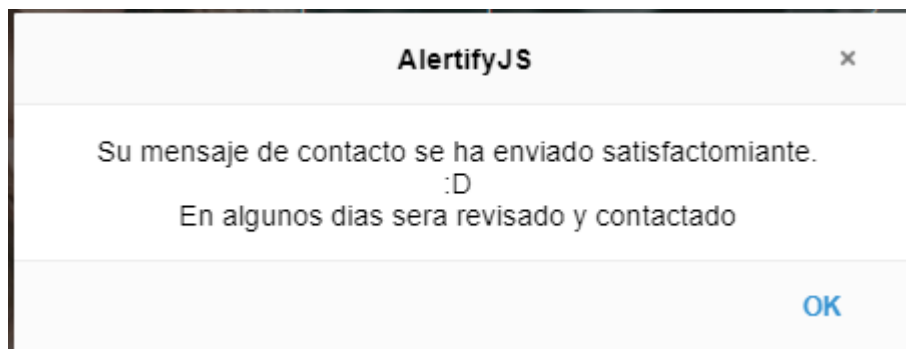 AlertifyJS ×
Su mensaje de contacto se ha enviado satisfactomiante.
:D
En algunos dias sera revisado y contactado
OK